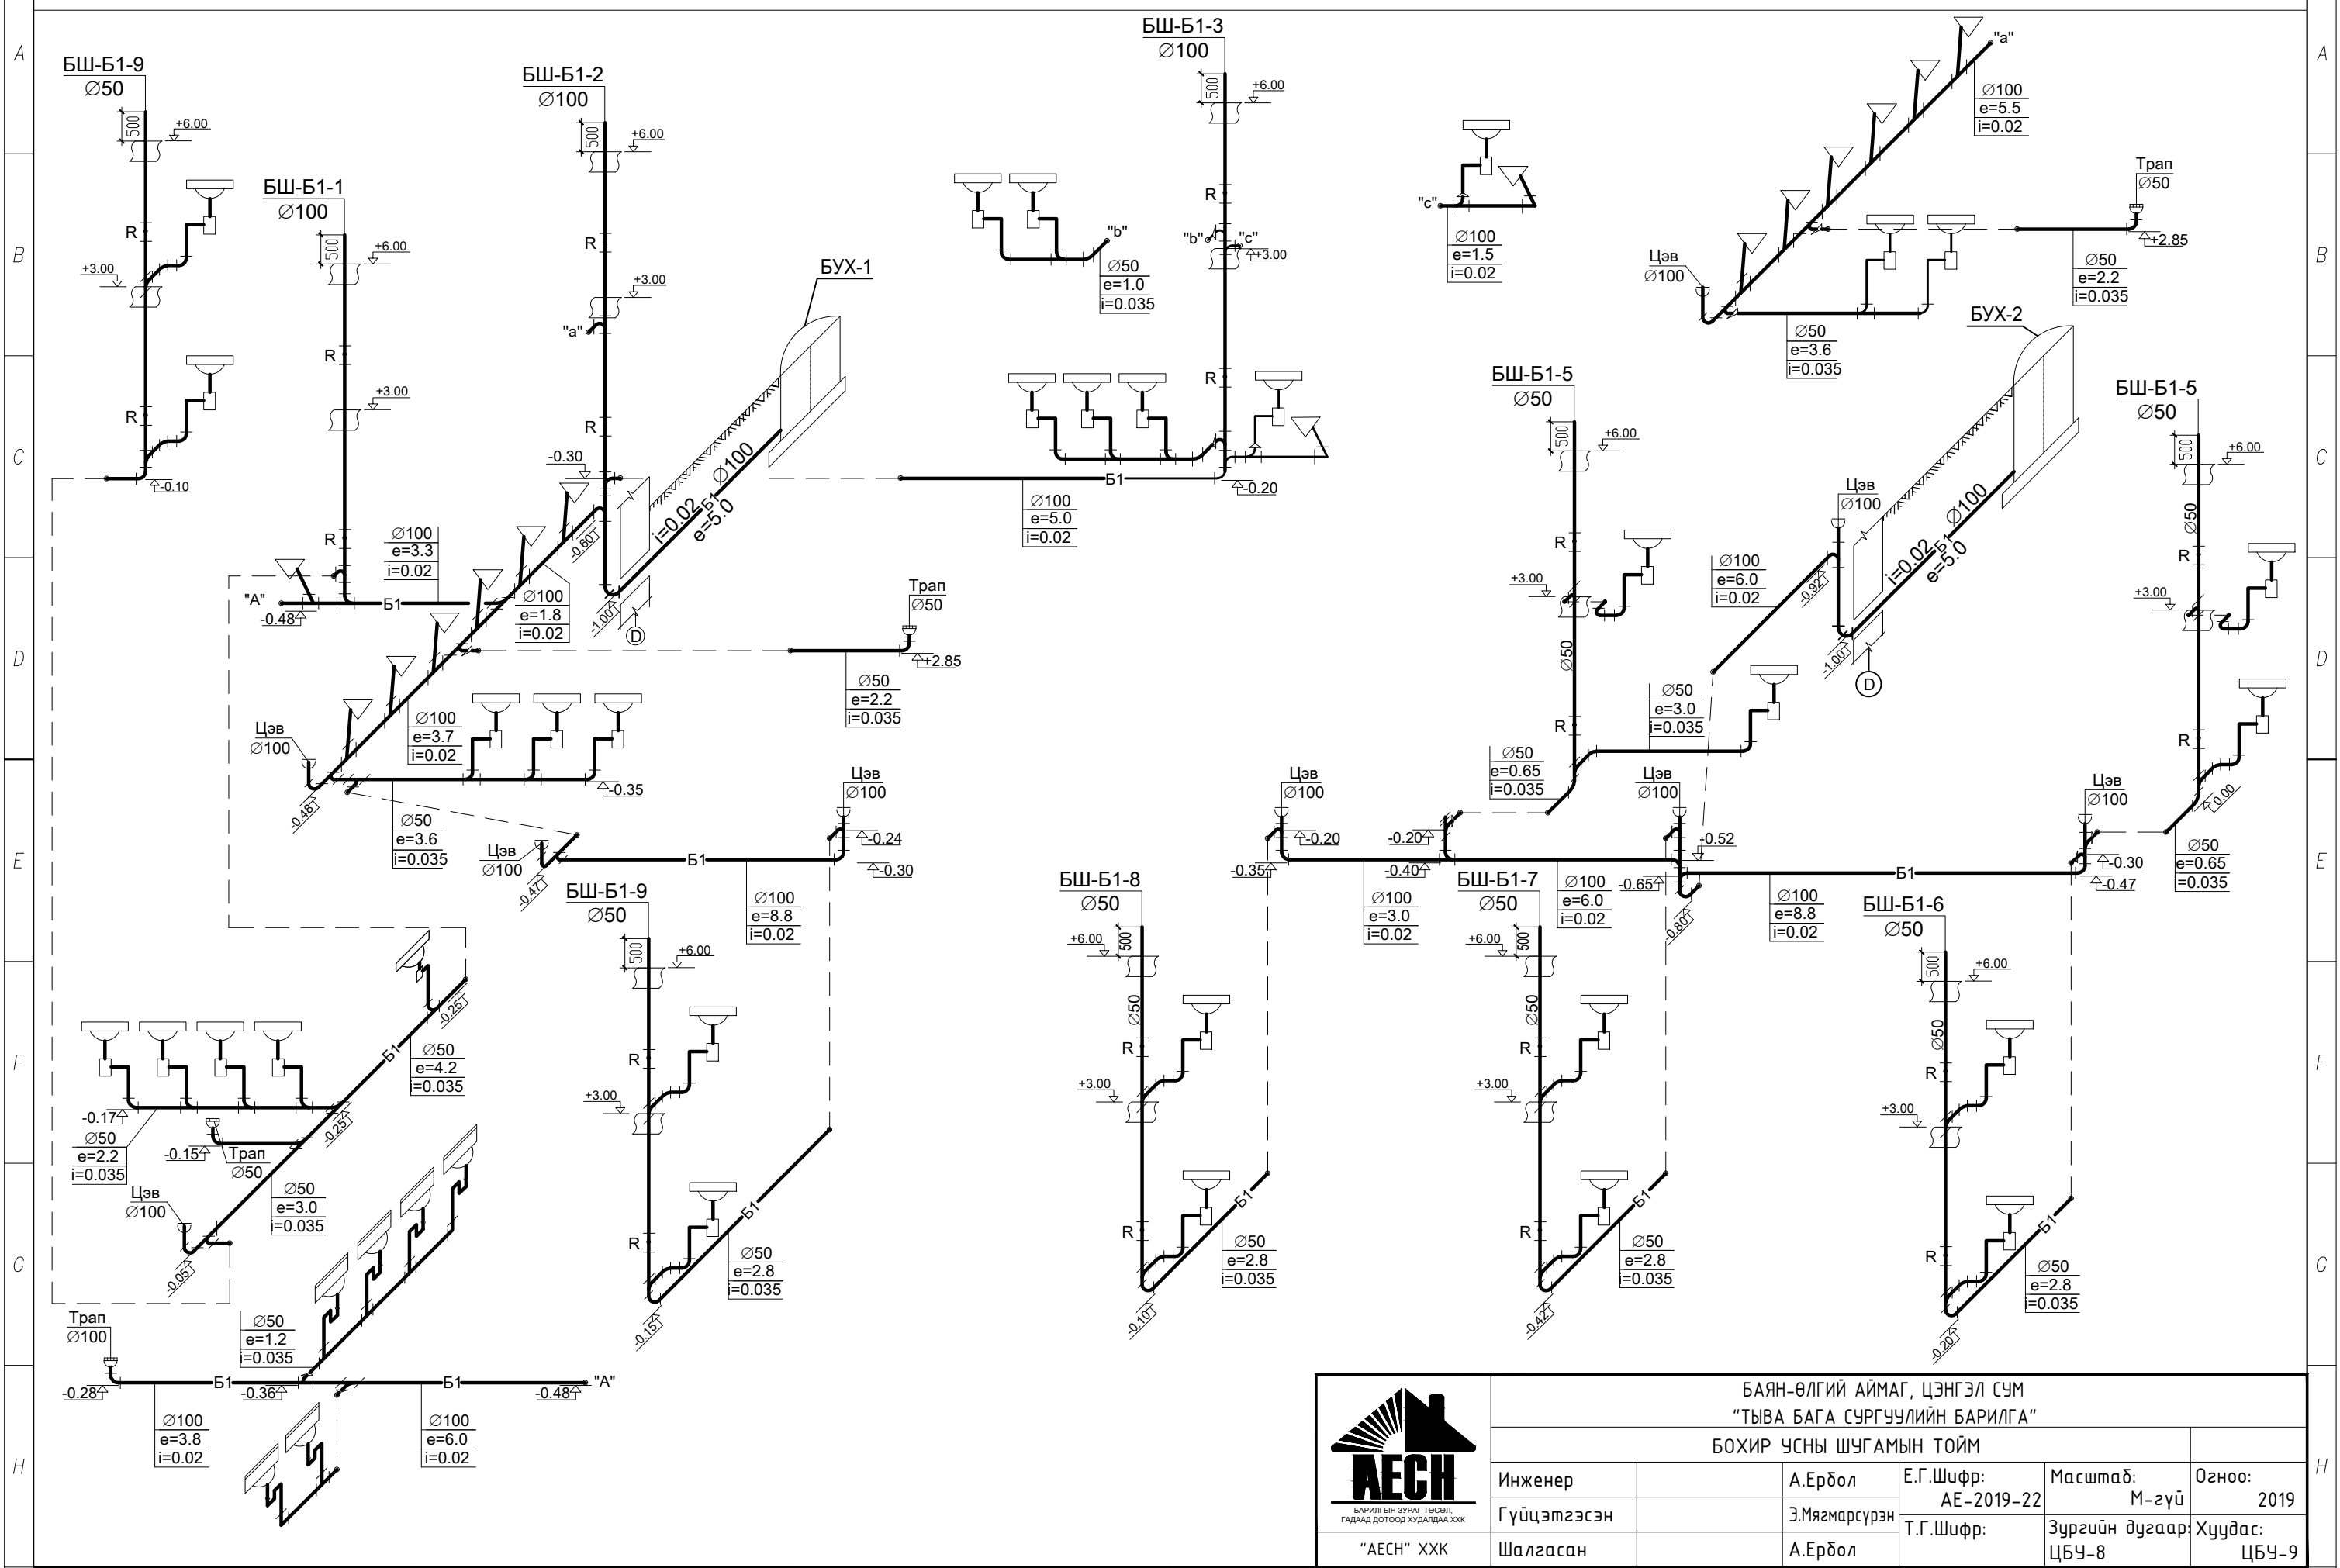 A
B
C
D
E
F
G
H
A
B
C
D
E
F
H
БШ-Б1-9
∅50
500
+6.00
R
+3.00
R
-0.10
БШ-Б1-1
∅100
500
+6.00
R
+3.00
R
"А"
-0.48
Б1
∅100
e=3.3
i=0.02
БШ-Б1-2
∅100
500
+6.00
R
+3.00
"а"
R
-0.30
-0.60
-1.00
D
БУХ-1
i=0.02 Б1 ∅100
e=5.0
∅100
e=1.8
i=0.02
Трап
∅50
+2.85
∅50
e=2.2
i=0.035
∅100
e=3.7
i=0.02
Цэв
∅100
-0.48
-0.35
∅50
e=3.6
i=0.035
БШ-Б1-3
∅100
500
+6.00
R
"b"
"c"
+3.00
R
-0.20
Б1
∅100
e=5.0
i=0.02
"b"
∅50
e=1.0
i=0.035
"c"
∅100
e=1.5
i=0.02
"а"
∅100
e=5.5
i=0.02
Трап
∅50
+2.85
∅50
e=2.2
i=0.035
Цэв
∅100
∅50
e=3.6
i=0.035
БУХ-2
Цэв
∅100
i=0.02 Б1 ∅100
e=5.0
∅100
e=6.0
i=0.02
-0.92
-1.00
D
БШ-Б1-5
∅50
500
+6.00
R
+3.00
∅50
R
∅50
e=3.0
i=0.035
∅50
e=0.65
i=0.035
БШ-Б1-5
∅50
500
+6.00
∅50
R
+3.00
R
0.00
∅50
e=0.65
i=0.035
Цэв
∅100
-0.47
Б1
Цэв
∅100
-0.24
-0.30
∅100
e=8.8
i=0.02
Цэв
∅100
-0.20
-0.35
-0.20
-0.40
∅100
e=3.0
i=0.02
∅100
e=6.0
i=0.02
Цэв
∅100
-0.52
-0.65
-0.80
Б1
∅100
e=8.8
i=0.02
Цэв
∅100
-0.30
-0.47
БШ-Б1-9
∅50
500
+6.00
R
+3.00
R
-0.15
Б1
∅50
e=2.8
i=0.035
БШ-Б1-8
∅50
+6.00
500
∅50
R
+3.00
R
-0.10
Б1
∅50
e=2.8
i=0.035
БШ-Б1-7
∅50
+6.00
500
∅50
R
+3.00
R
-0.42
Б1
∅50
e=2.8
i=0.035
БШ-Б1-6
∅50
500
+6.00
∅50
R
+3.00
R
-0.20
Б1
∅50
e=2.8
i=0.035
-0.25
Б1
∅50
e=4.2
i=0.035
-0.17
-0.25
∅50
e=2.2
i=0.035
-0.15
Трап
∅50
∅50
e=3.0
i=0.035
Цэв
∅100
-0.05
Трап
∅100
-0.28
Б1
-0.36
Б1
-0.48
"А"
∅50
e=1.2
i=0.035
∅100
e=3.8
i=0.02
∅100
e=6.0
i=0.02
G
АЕСН
БАРИЛГЫН ЗУРАГ ТӨСӨЛ,
ГАДААД ДОТООД ХУДАЛДАА ХХК
"АЕСН" ХХК
БАЯН-ӨЛГИЙ АЙМАГ, ЦЭНГЭЛ СУМ
"ТЫВА БАГА СУРГУУЛИЙН БАРИЛГА"
БОХИР УСНЫ ШУГАМЫН ТОЙМ
Инженер А.Ербол
Гүйцэтгэсэн Э.Мягмарсүрэн
Шалгасан А.Ербол
Е.Г.Шифр:
АЕ-2019-22
Т.Г.Шифр:
Масштаб:
М-гүй
Огноо:
2019
Зургийн дугаар:
ЦБУ-8
Хуудас:
ЦБУ-9